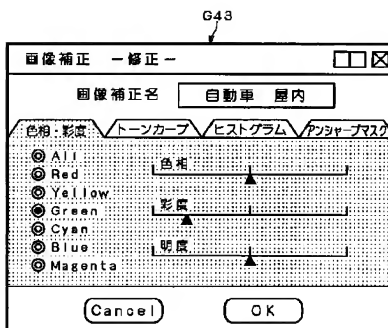 G43
画像補正 －修正－
画像補正名 自動車 屋内
色相・彩度 トーンカーブ ヒストグラム アンシャープマスク
All
Red
Yellow
Green
Cyan
Blue
Magenta
色相
彩度
明度
Cancel OK